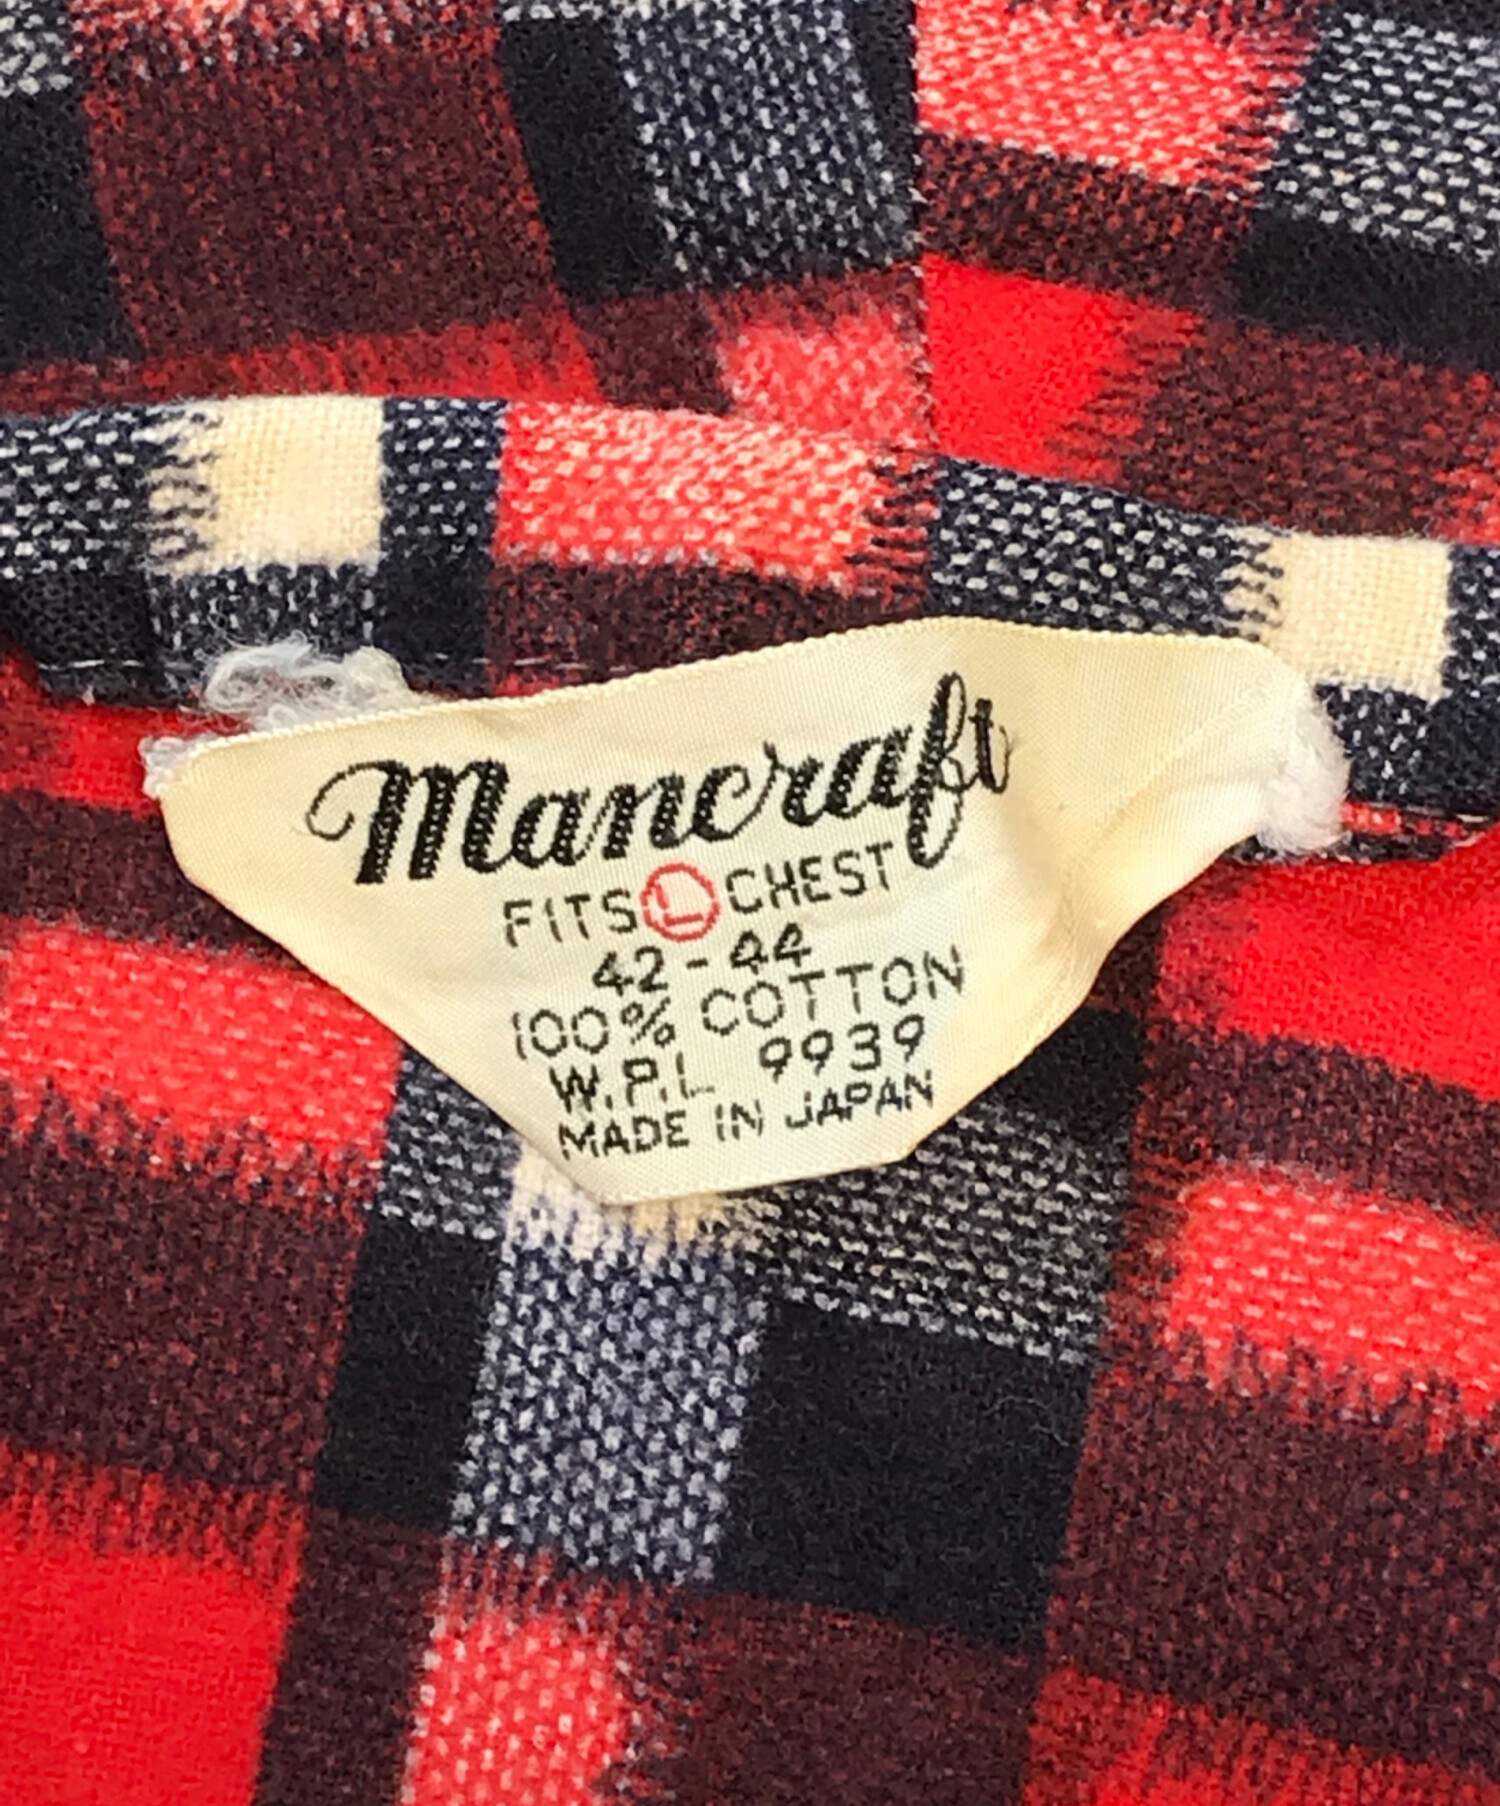 Mancraft
FITS L CHEST
42-44
100% COTTON
W.P.L 9939
MADE IN JAPAN